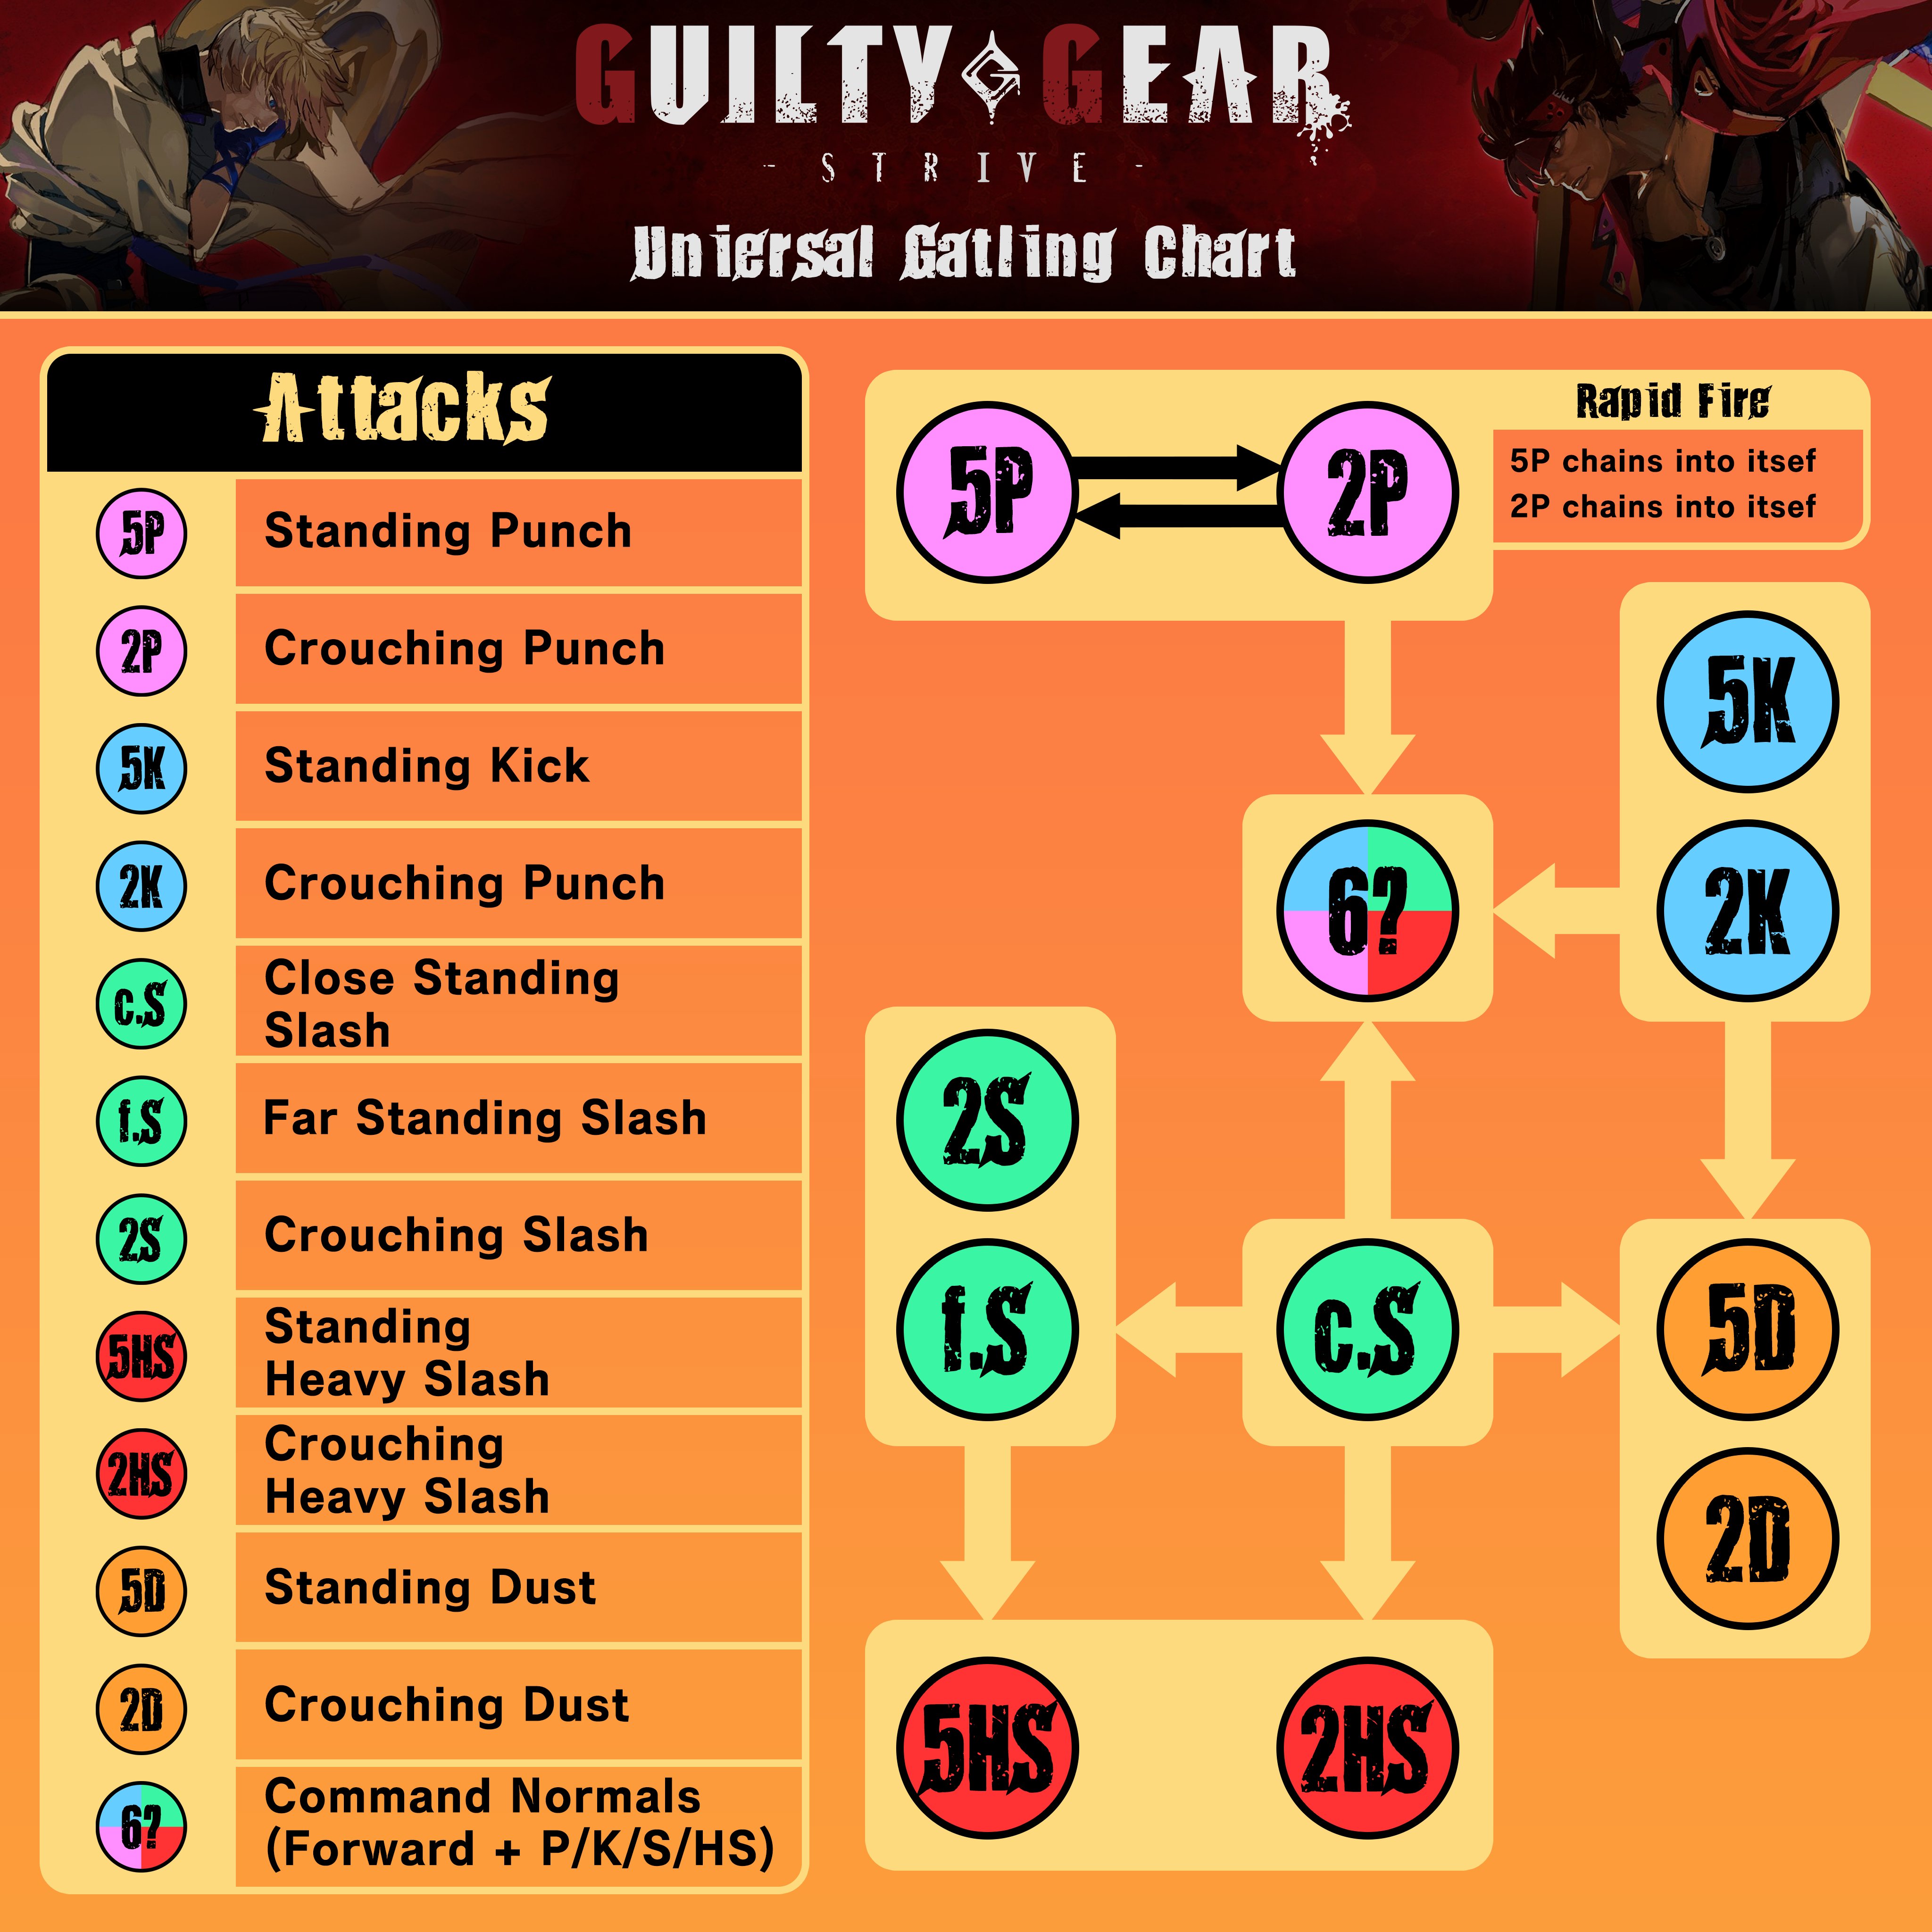 GUILTY GEAR
- STRIVE -
Uniersal Gatling Chart
Attacks
5P Standing Punch
2P Crouching Punch
5K Standing Kick
2K Crouching Punch
c.S Close Standing
Slash
f.S Far Standing Slash
2S Crouching Slash
5HS Standing
Heavy Slash
2HS Crouching
Heavy Slash
5D Standing Dust
2D Crouching Dust
6? Command Normals
(Forward + P/K/S/HS)
5P 2P
Rapid Fire
5P chains into itsef
2P chains into itsef
5K
6? 2K
2S
f.S c.S 5D
2D
5HS 2HS